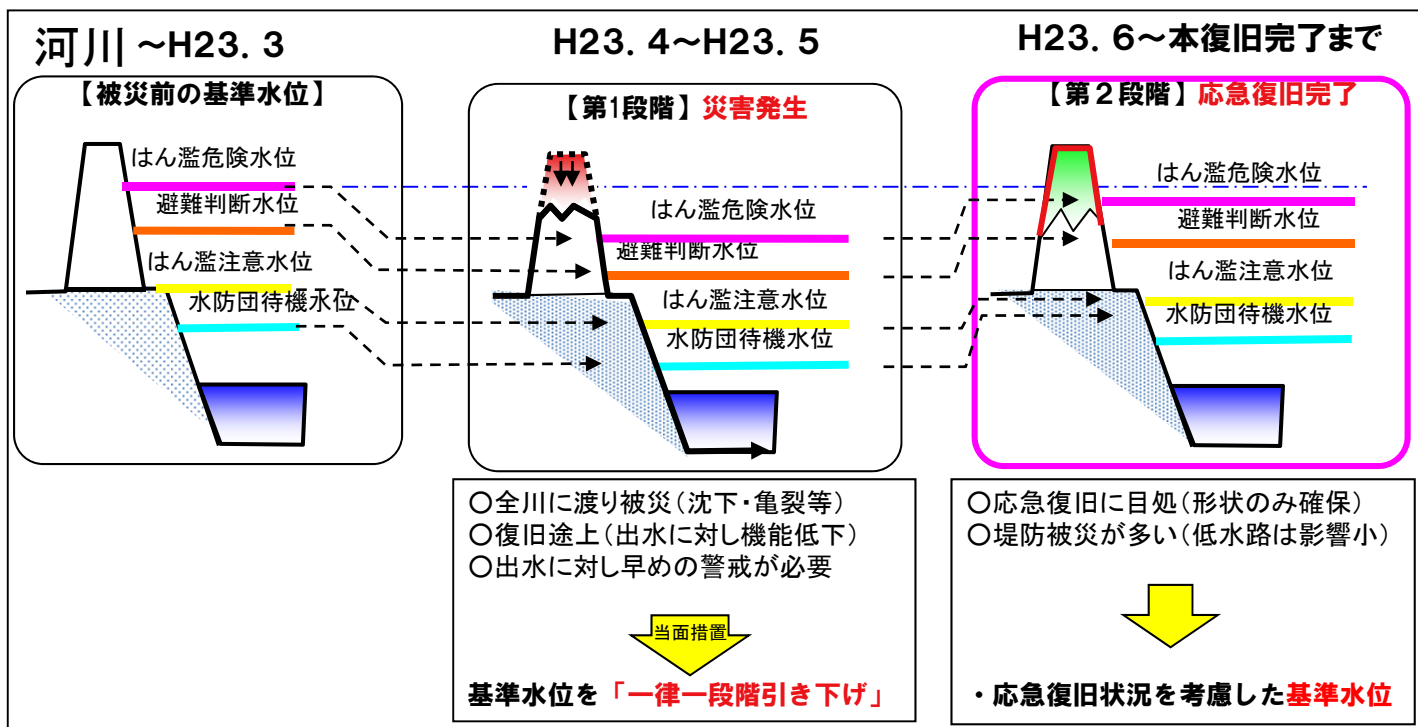 河川 ～H23．3
【被災前の基準水位】
はん濫危険水位
避難判断水位
はん濫注意水位
水防団待機水位
H23．4～H23．5
【第1段階】災害発生
はん濫危険水位
避難判断水位
はん濫注意水位
水防団待機水位
○全川に渡り被災（沈下・亀裂等）
○復旧途上（出水に対し機能低下）
○出水に対し早めの警戒が必要
当面措置
基準水位を「一律一段階引き下げ」
H23．6～本復旧完了まで
【第２段階】応急復旧完了
はん濫危険水位
避難判断水位
はん濫注意水位
水防団待機水位
○応急復旧に目処（形状のみ確保）
○堤防被災が多い（低水路は影響小）
・応急復旧状況を考慮した基準水位